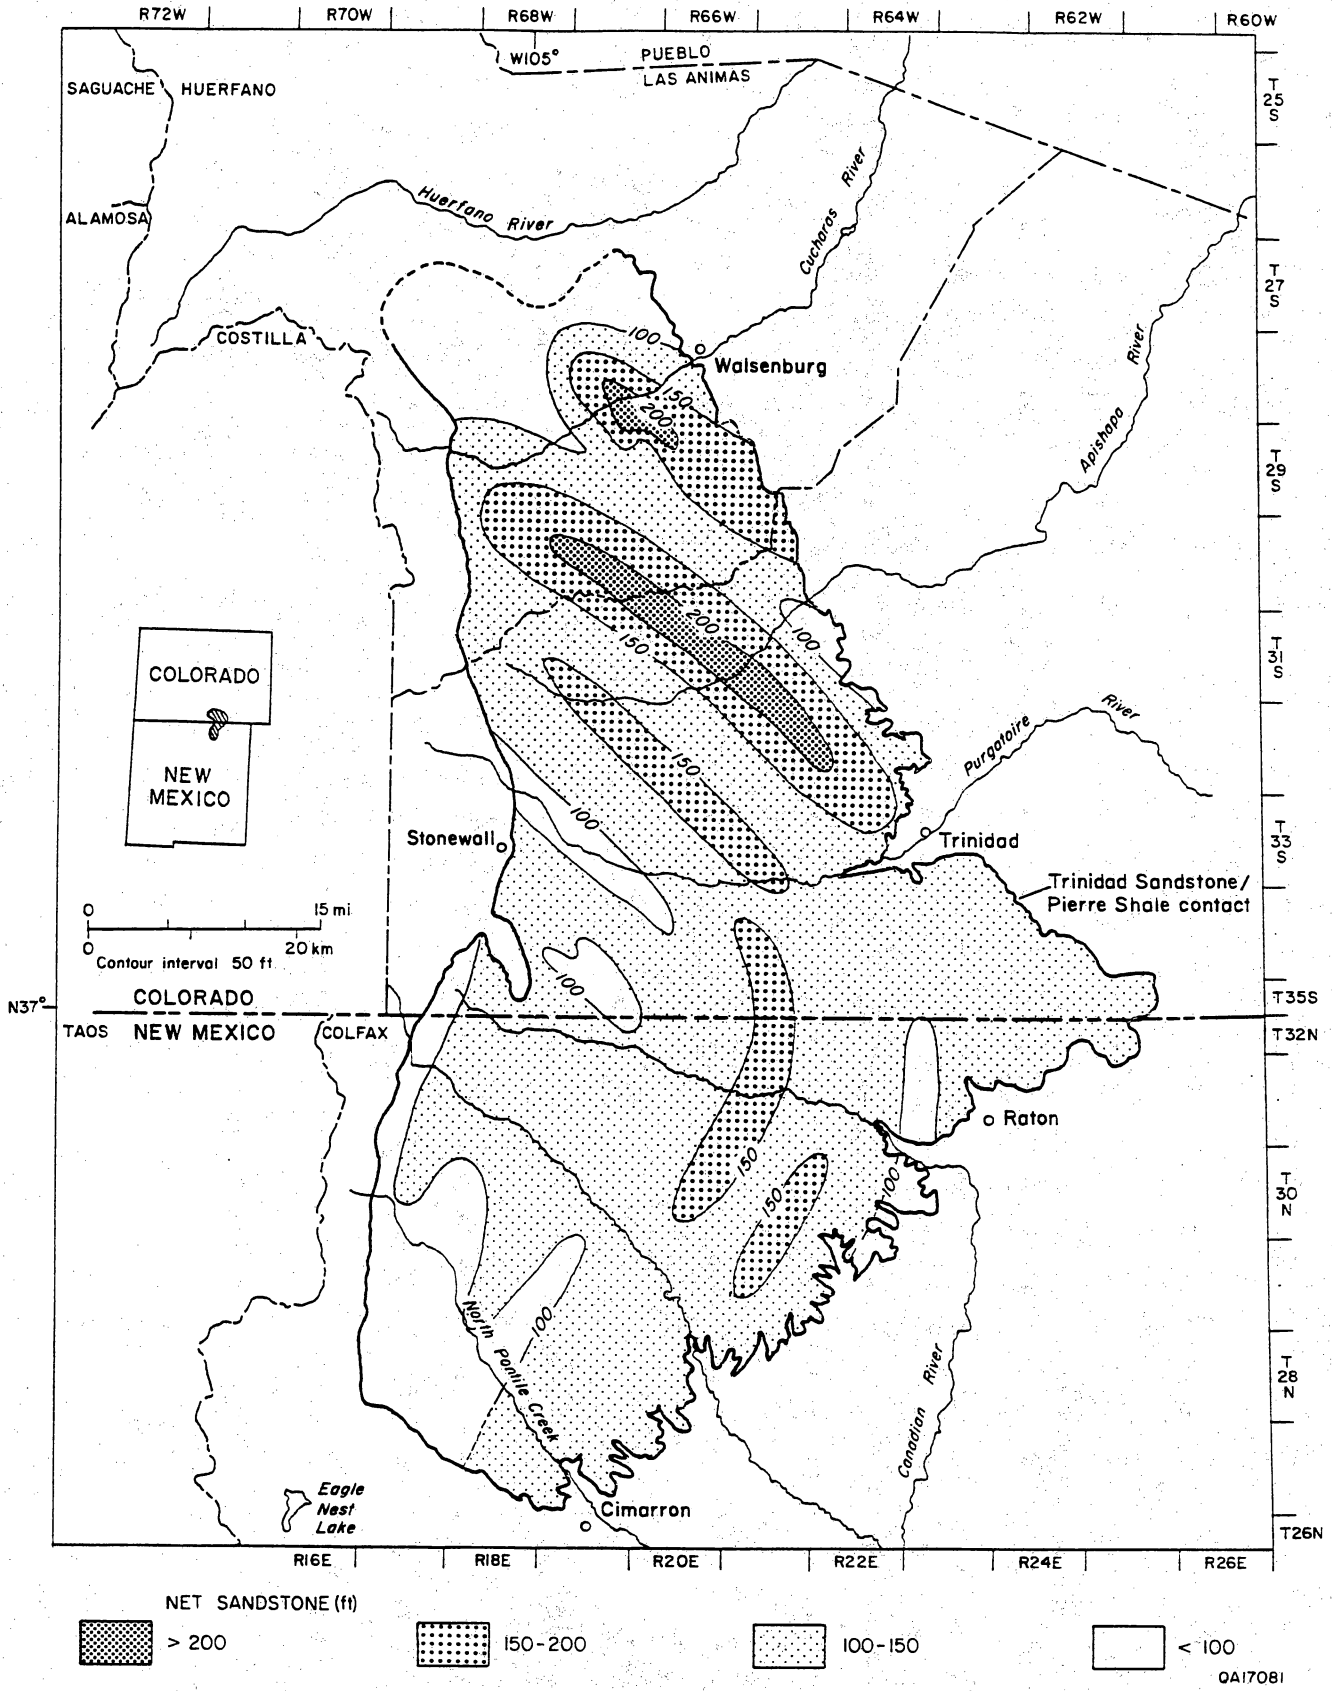 R72W R70W R68W R66W R64W R62W R60W
W105°
PUEBLO
LAS ANIMAS
SAGUACHE
HUERFANO
T
25
S
ALAMOSA
Huerfano River
Cucharas River
T
27
S
COSTILLA
100
Walsenburg
150
200
Apishapa River
T
29
S
200
150
100
T
31
S
COLORADO
NEW
MEXICO
150
100
Purgatoire River
Stonewall
Trinidad
T
33
S
Trinidad Sandstone/
Pierre Shale contact
0 15 mi
0 20 km
Contour interval 50 ft
100
N37°
COLORADO
T35S
TAOS
NEW MEXICO
COLFAX
T32N
Raton
150
150
100
T
30
N
100
North Ponile Creek
Canadian River
T
28
N
Eagle
Nest
Lake
Cimarron
T26N
R16E R18E R20E R22E R24E R26E
NET SANDSTONE (ft)
> 200
150-200
100-150
< 100
QA17081